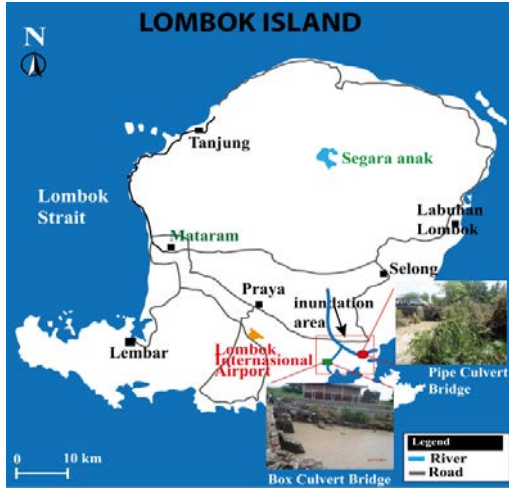 LOMBOK ISLAND
N
Tanjung
Segara anak
Lombok
Strait
Labuhan
Lombok
Mataram
Selong
Praya
inundation
area
Lembar
Lombok
Internasional
Airport
Pipe Culvert
Bridge
Box Culvert Bridge
Legend
River
Road
0 10 km